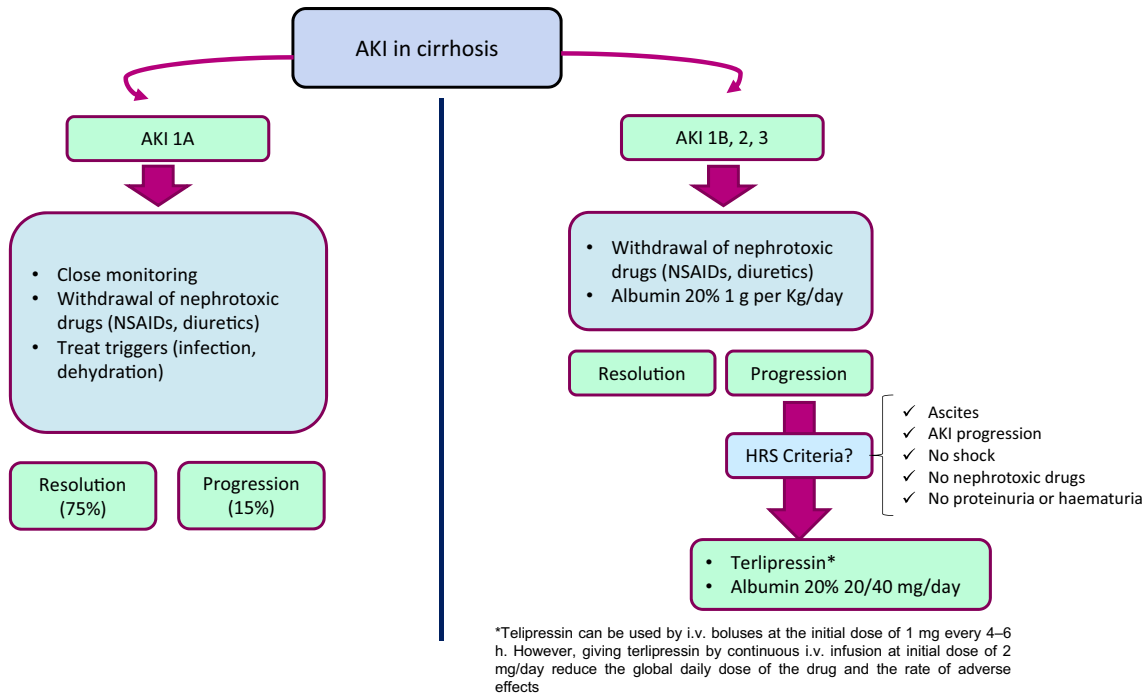 AKI in cirrhosis
AKI 1A
• Close monitoring
• Withdrawal of nephrotoxic
drugs (NSAIDs, diuretics)
• Treat triggers (infection,
dehydration)
Resolution
(75%)
Progression
(15%)
AKI 1B, 2, 3
• Withdrawal of nephrotoxic
drugs (NSAIDs, diuretics)
• Albumin 20% 1 g per Kg/day
Resolution
Progression
HRS Criteria?
✓ Ascites
✓ AKI progression
✓ No shock
✓ No nephrotoxic drugs
✓ No proteinuria or haematuria
• Terlipressin*
• Albumin 20% 20/40 mg/day
*Telipressin can be used by i.v. boluses at the initial dose of 1 mg every 4–6
h. However, giving terlipressin by continuous i.v. infusion at initial dose of 2
mg/day reduce the global daily dose of the drug and the rate of adverse
effects